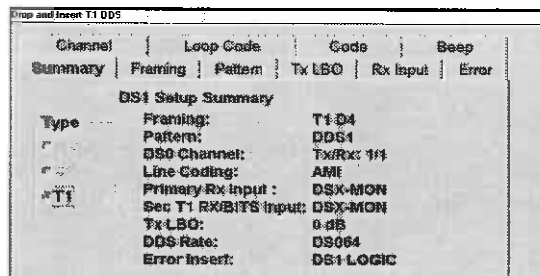 Drop and Insert T1 DDS
Channel Loop Code Code Beep
Summary Framing Pattern Tx LBO Rx Input Error
DS1 Setup Summary
Type
T1
Framing: T1 D4
Pattern: DDS1
DS0 Channel: Tx/Rx: 1/1
Line Coding: AMI
Primary Rx Input : DSX-MON
Sec T1 RX/BITS Input: DSX-MON
Tx LBO: 0 dB
DDS Rate: DS064
Error Insert: DS1 LOGIC